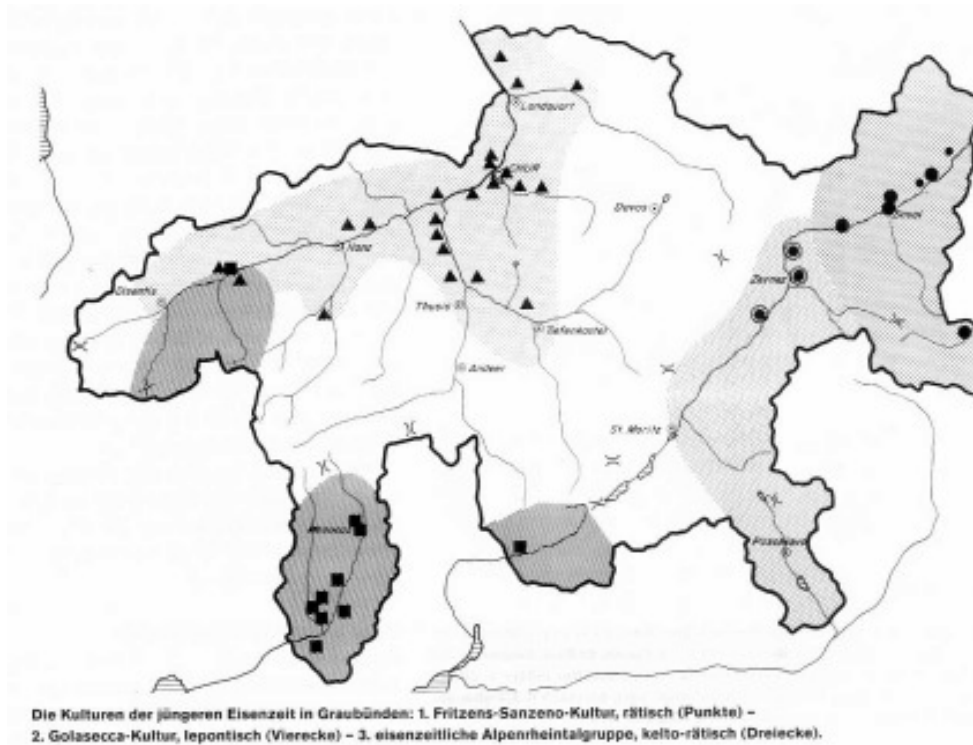 Landquart
CHUR
Davos
Ilanz
Zernez
Disentis
Thusis
Tiefencastel
Andeer
St. Moritz
Mesocco
Poschiavo
Die Kulturen der jüngeren Eisenzeit in Graubünden: 1. Fritzens-Sanzeno-Kultur, rätisch (Punkte) –
2. Golasecca-Kultur, lepontisch (Vierecke) – 3. eisenzeitliche Alpenrheintalgruppe, kelto-rätisch (Dreiecke).